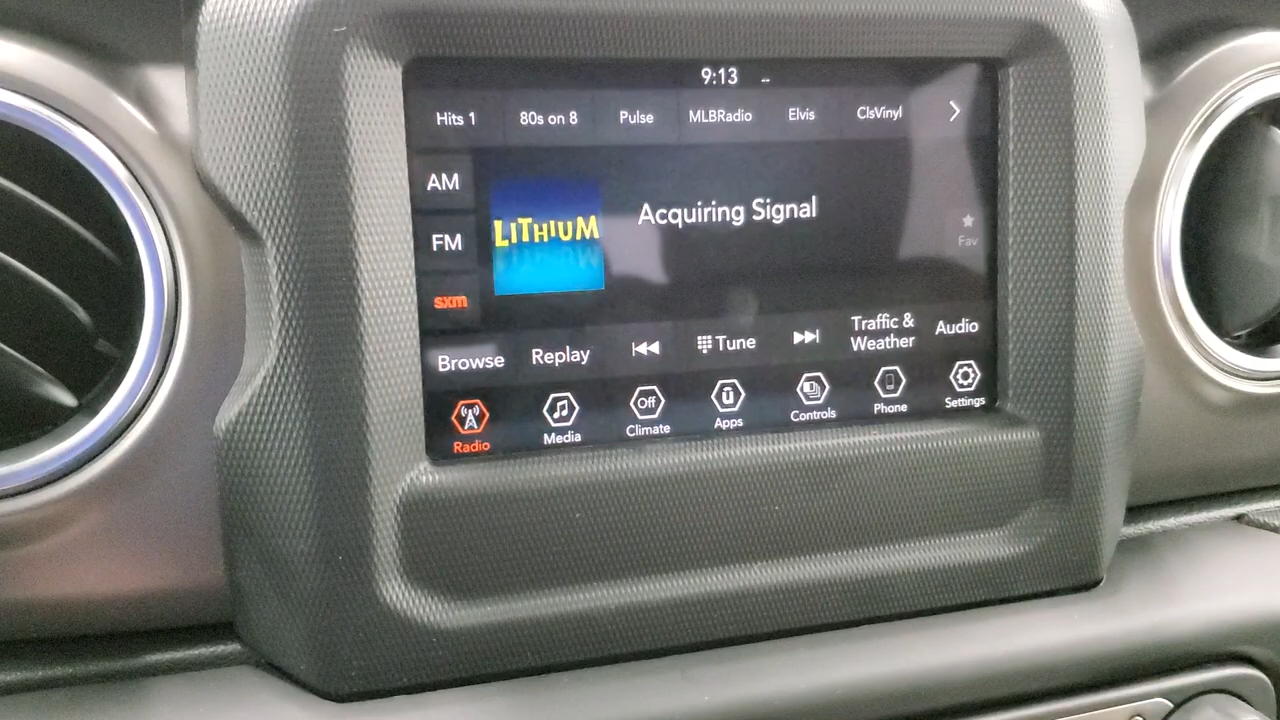 9:13 --
Hits 1 80s on 8 Pulse MLBRadio Elvis ClsVinyl
AM
FM
sxm
LITHIUM
Acquiring Signal
Fav
Browse Replay Tune Traffic & Weather Audio
Radio Media Off Climate Apps Controls Phone Settings